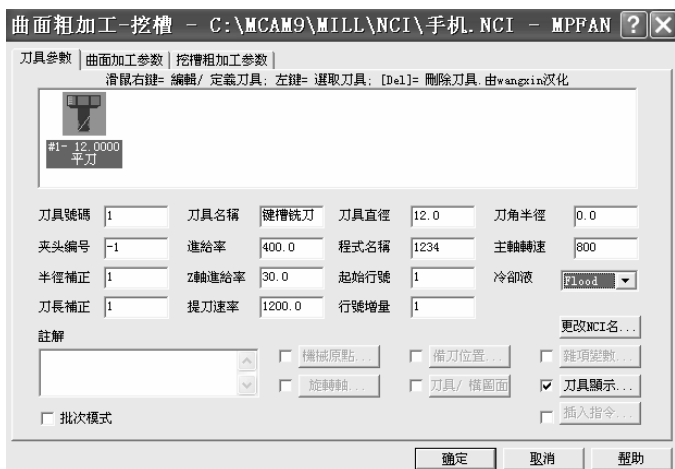 曲面粗加工-挖槽 - C:\MCAM9\MILL\NCI\手机.NCI - MPFAN
刀具參數 曲面加工参数 挖槽粗加工参数
滑鼠右鍵= 編輯/ 定義刀具; 左鍵= 選取刀具; [Del]= 刪除刀具.由wangxin汉化
#1- 12.0000
平刀
刀具號碼 1 刀具名稱 键槽铣刀 刀具直徑 12.0 刀角半徑 0.0
夹头编号 -1 進給率 400.0 程式名稱 1234 主軸轉速 800
半徑補正 1 Z軸進給率 30.0 起始行號 1 冷卻液 Flood
刀長補正 1 提刀速率 1200.0 行號增量 1
更改NCI名...
註解
機械原點... 備刀位置... 雜項變數...
旋轉軸... 刀具/ 構圖面 刀具顯示...
批次模式 插入指令...
确定 取消 帮助